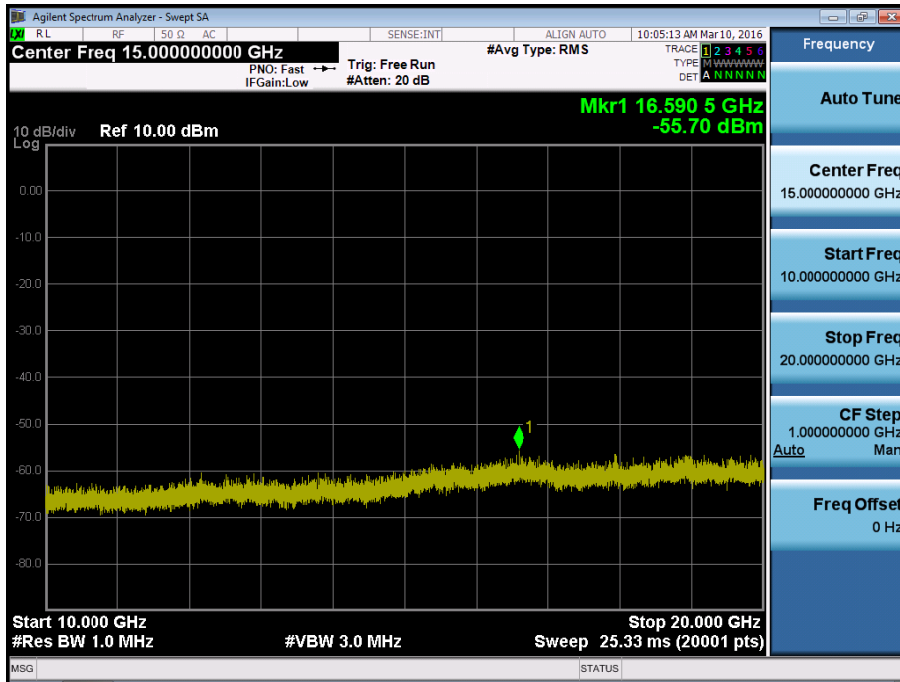 Agilent Spectrum Analyzer - Swept SA
LXI RL RF 50 Ω AC SENSE:INT ALIGN AUTO 10:05:13 AM Mar 10, 2016
Center Freq 15.000000000 GHz
PNO: Fast
IFGain:Low
Trig: Free Run
#Atten: 20 dB
#Avg Type: RMS
TRACE 1 2 3 4 5 6
TYPE M WWWWW
DET A N N N N N
Frequency
Mkr1 16.590 5 GHz
-55.70 dBm
10 dB/div Ref 10.00 dBm
Log
0.00
-10.0
-20.0
-30.0
-40.0
-50.0
-60.0
-70.0
-80.0
1
Start 10.000 GHz Stop 20.000 GHz
#Res BW 1.0 MHz #VBW 3.0 MHz Sweep 25.33 ms (20001 pts)
MSG STATUS
Auto Tune
Center Freq
15.000000000 GHz
Start Freq
10.000000000 GHz
Stop Freq
20.000000000 GHz
CF Step
1.000000000 GHz
Auto Man
Freq Offset
0 Hz